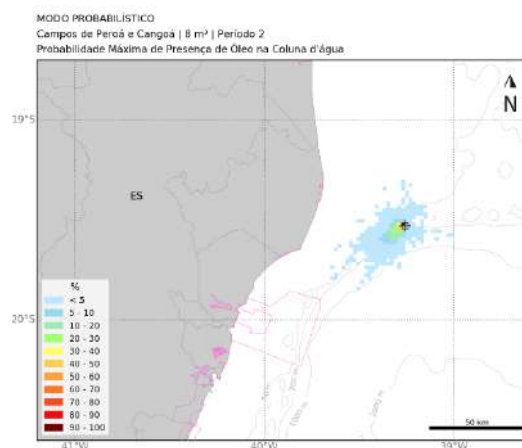 MODO PROBABILÍSTICO
Campos de Peroá e Cangoá | 8 m³ | Período 2
Probabilidade Máxima de Presença de Óleo na Coluna d'água
N
19°S
ES
%
< 5
5 - 10
10 - 20
20 - 30
30 - 40
40 - 50
50 - 60
60 - 70
70 - 80
80 - 90
90 - 100
20°S
50 km
41°W
40°W
39°W